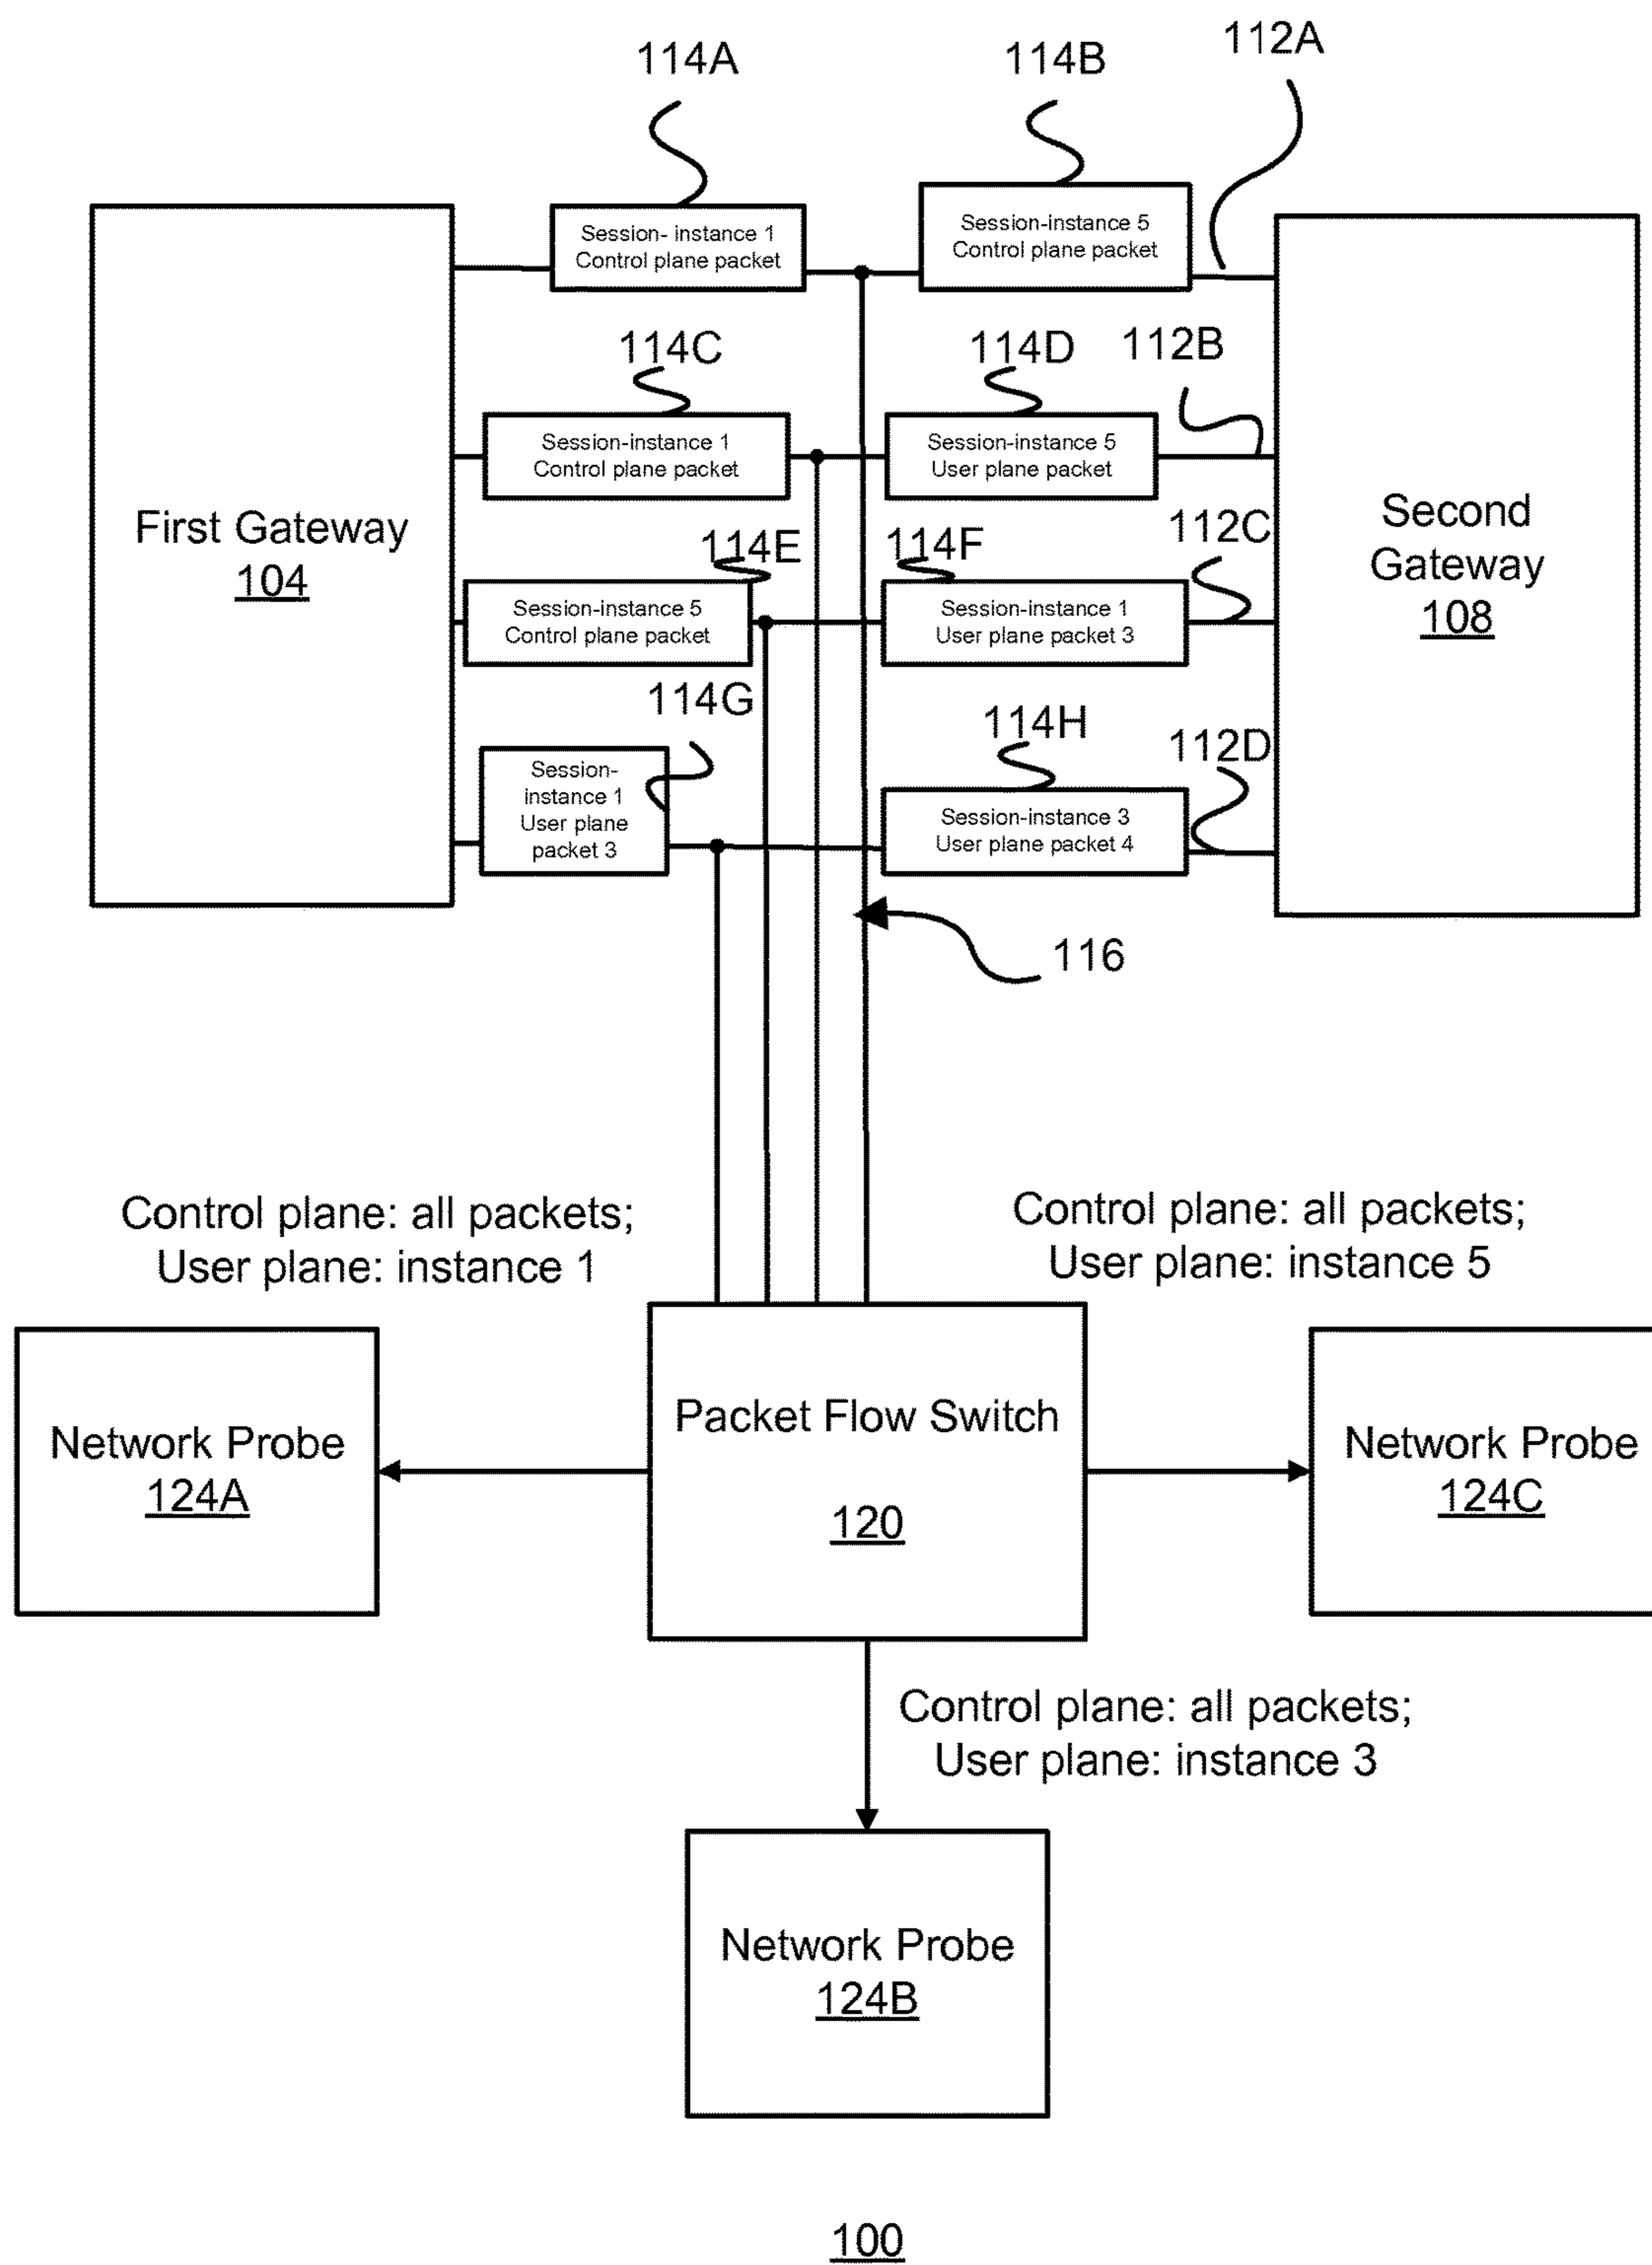 114A
114B
112A
Session- instance 1
Control plane packet
Session-instance 5
Control plane packet
114C
114D
112B
Session-instance 1
Control plane packet
Session-instance 5
User plane packet
First Gateway
104
Second
Gateway
108
114E
114F
112C
Session-instance 5
Control plane packet
Session-instance 1
User plane packet 3
114G
114H
112D
Session-
instance 1
User plane
packet 3
Session-instance 3
User plane packet 4
116
Control plane: all packets;
User plane: instance 1
Control plane: all packets;
User plane: instance 5
Network Probe
124A
Packet Flow Switch
120
Network Probe
124C
Control plane: all packets;
User plane: instance 3
Network Probe
124B
100